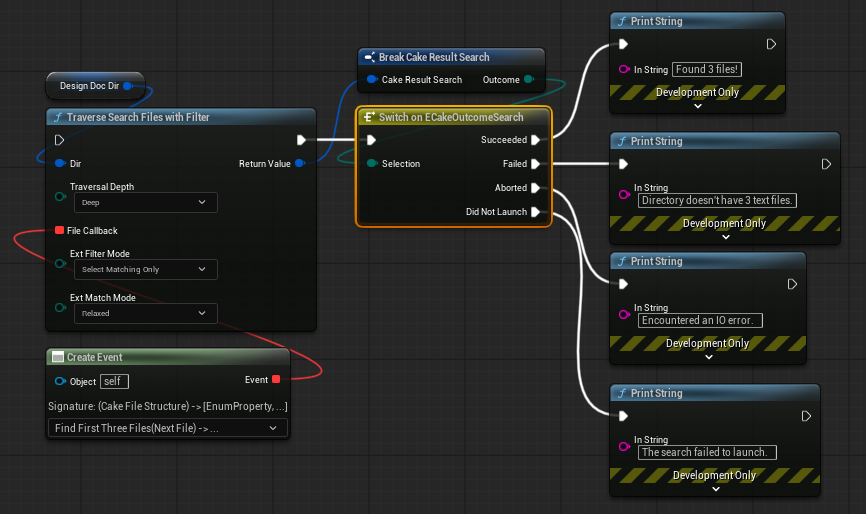 Design Doc Dir
Traverse Search Files with Filter
Dir
Return Value
Traversal Depth
Deep
File Callback
Ext Filter Mode
Select Matching Only
Ext Match Mode
Relaxed
Create Event
Object self
Event
Signature: (Cake File Structure) -> [EnumProperty, ...]
Find First Three Files(Next File) -> ...
Break Cake Result Search
Cake Result Search
Outcome
Switch on ECakeOutcomeSearch
Succeeded
Selection
Failed
Aborted
Did Not Launch
Print String
In String Found 3 files!
Development Only
Print String
In String
Directory doesn't have 3 text files.
Development Only
Print String
In String
Encountered an IO error.
Development Only
Print String
In String
The search failed to launch.
Development Only